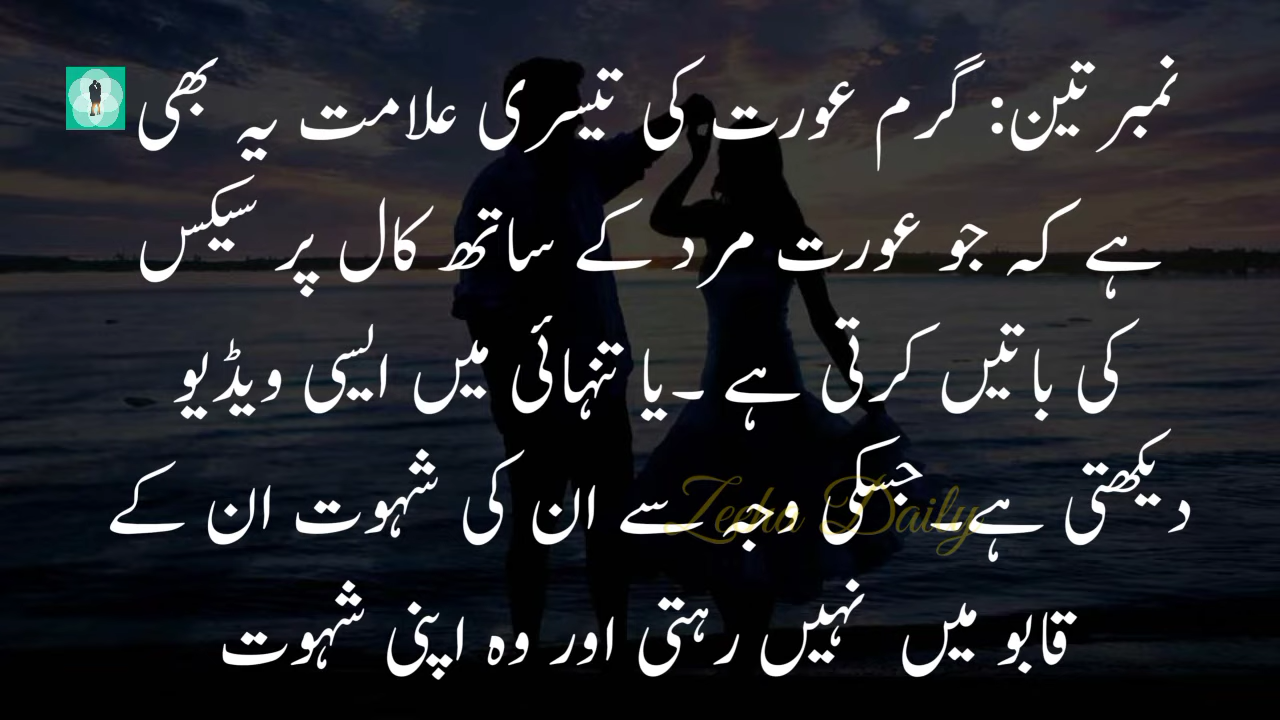 نمبر تین: گرم عورت کی تیسری علامت یہ بھی
ہے کہ جو عورت مرد کے ساتھ کال پر سیکس
کی باتیں کرتی ہے ۔یا تنہائی میں ایسی ویڈیو
دیکھتی ہے۔ جسکی وجہ سے ان کی شہوت ان کے
قابو میں نہیں رہتی اور وہ اپنی شہوت
Zeeha Daily